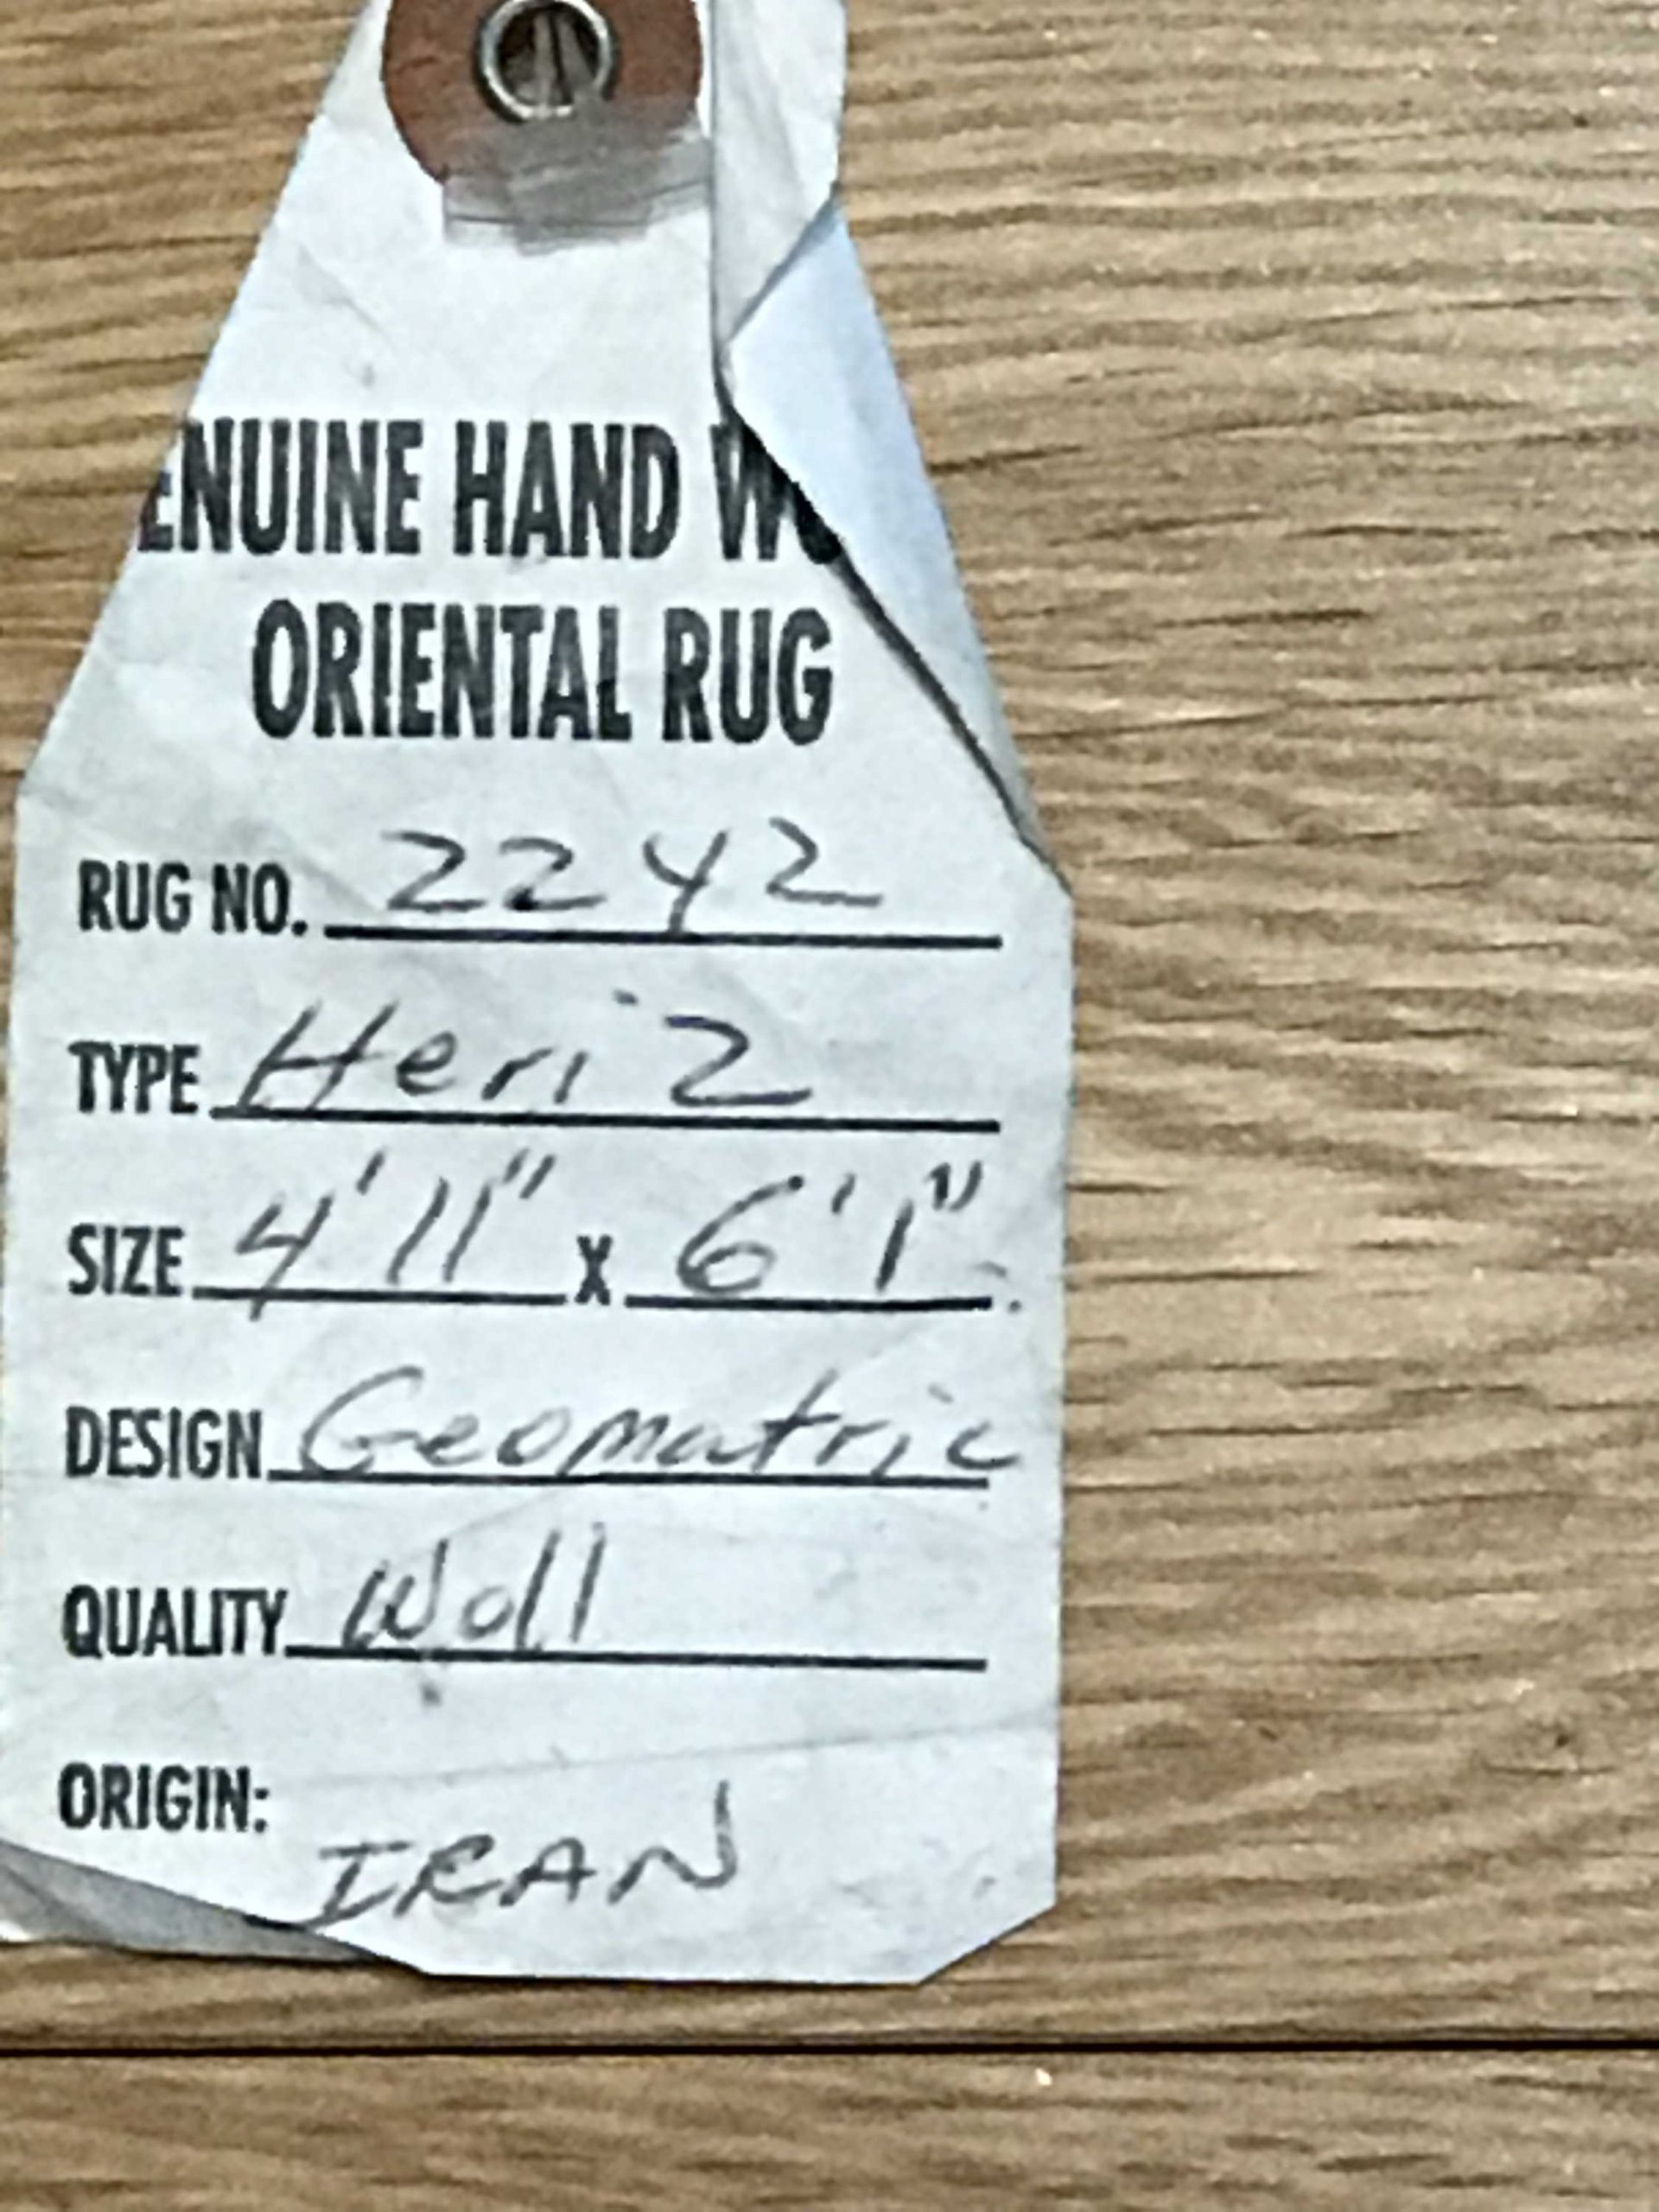 ENUINE HAND WO
ORIENTAL RUG
RUG NO. 2242
TYPE Heriz
SIZE 4'11" X 6'1"
DESIGN Geomatric
QUALITY Woll
ORIGIN:
IRAN